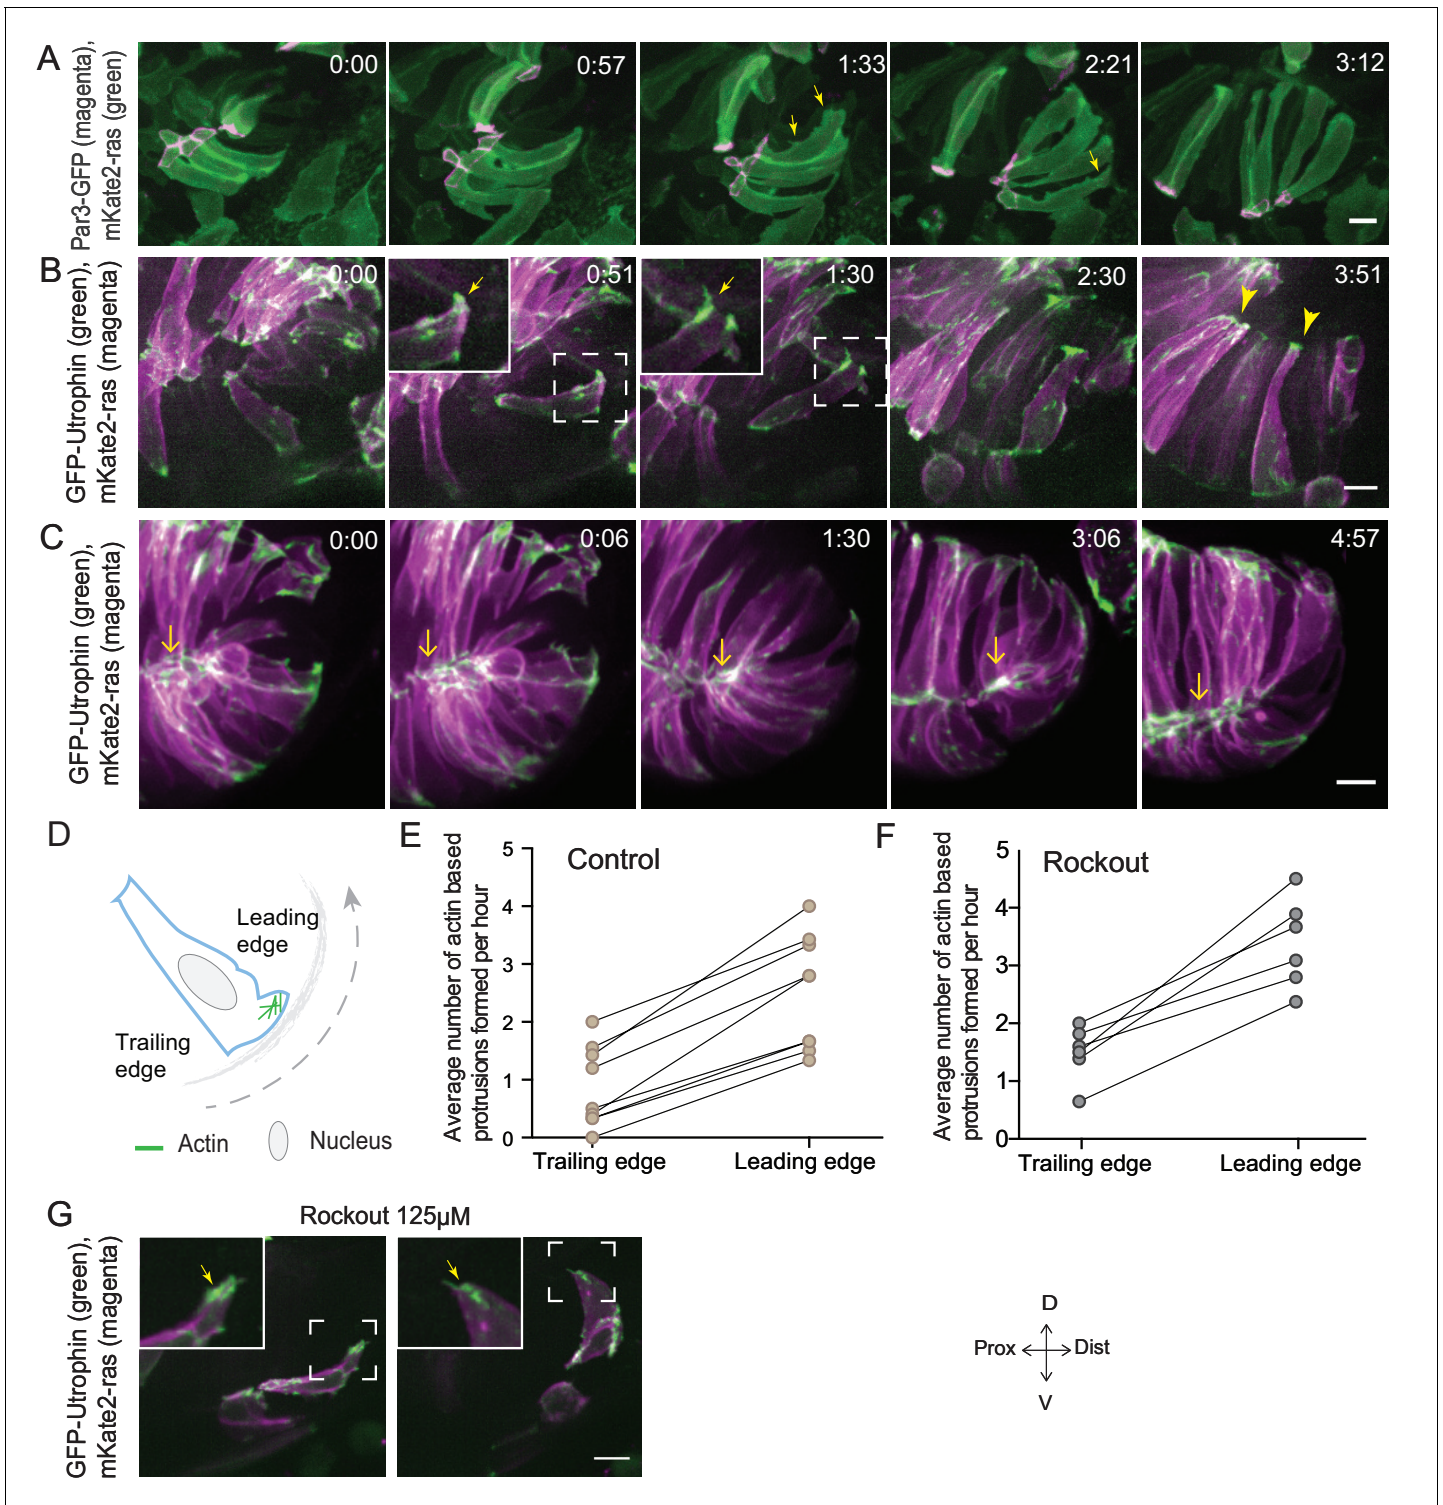 A
Par3-GFP (magenta),
mKate2-ras (green)
0:00
0:57
1:33
2:21
3:12
B
GFP-Utrophin (green),
mKate2-ras (magenta)
0:00
0:51
1:30
2:30
3:51
C
GFP-Utrophin (green),
mKate2-ras (magenta)
0:00
0:06
1:30
3:06
4:57
D
Leading
edge
Trailing
edge
Actin
Nucleus
E
Control
Average number of actin based
protrusions formed per hour
5
4
3
2
1
0
Trailing edge
Leading edge
F
Rockout
Average number of actin based
protrusions formed per hour
5
4
3
2
1
0
Trailing edge
Leading edge
G
Rockout 125µM
GFP-Utrophin (green),
mKate2-ras (magenta)
D
Prox
Dist
V